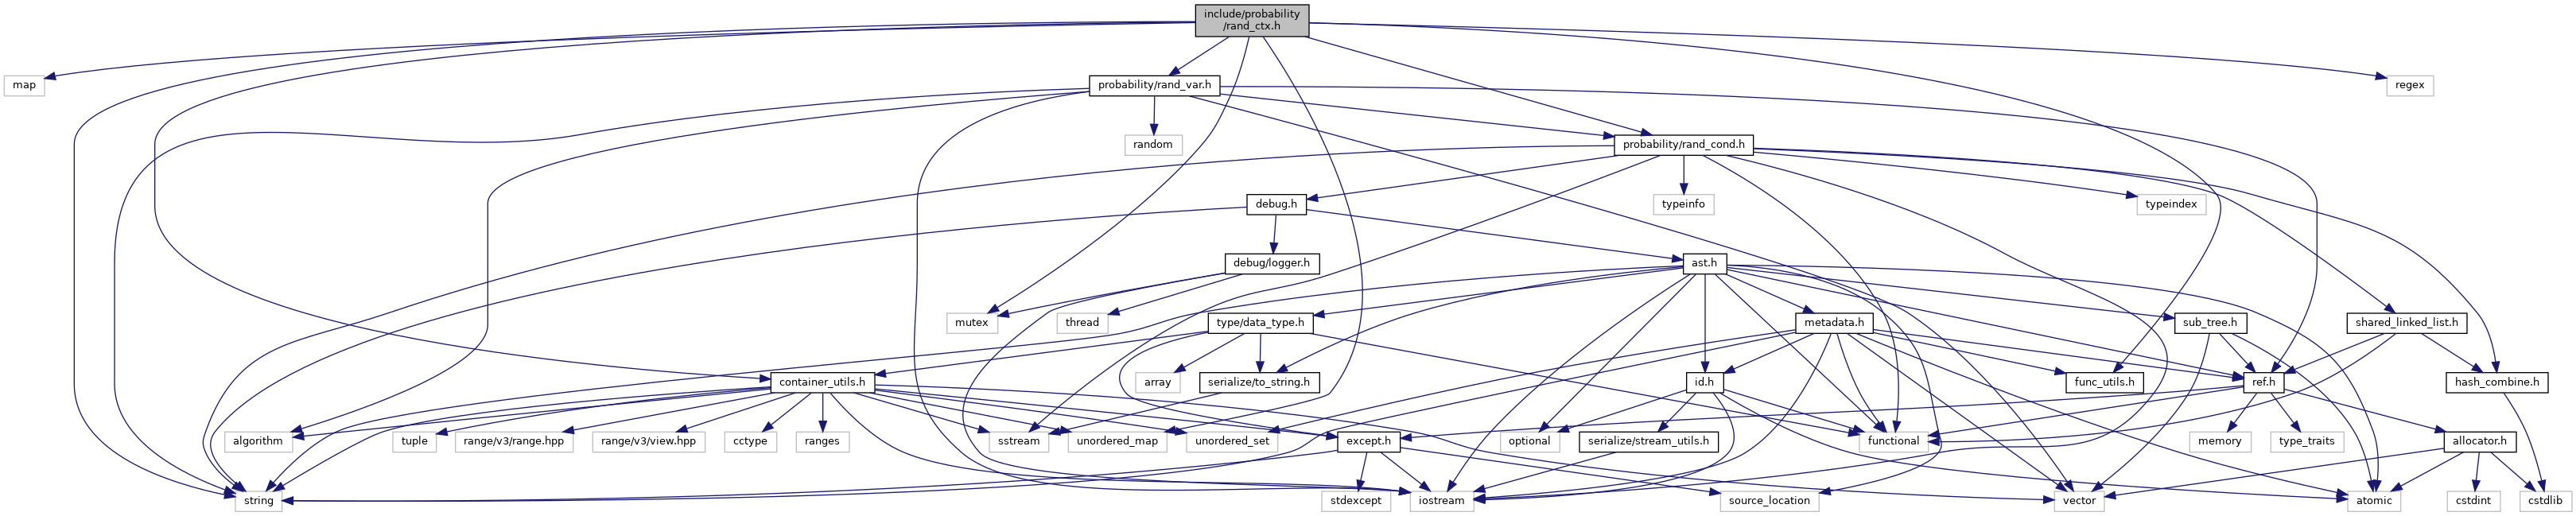 include/probability
/rand_ctx.h
map
probability/rand_var.h
regex
random
probability/rand_cond.h
debug.h
typeinfo
typeindex
debug/logger.h
ast.h
mutex
thread
type/data_type.h
metadata.h
sub_tree.h
shared_linked_list.h
container_utils.h
array
serialize/to_string.h
id.h
func_utils.h
ref.h
hash_combine.h
algorithm
tuple
range/v3/range.hpp
range/v3/view.hpp
cctype
ranges
sstream
unordered_map
unordered_set
except.h
optional
serialize/stream_utils.h
functional
memory
type_traits
allocator.h
string
stdexcept
iostream
source_location
vector
atomic
cstdint
cstdlib